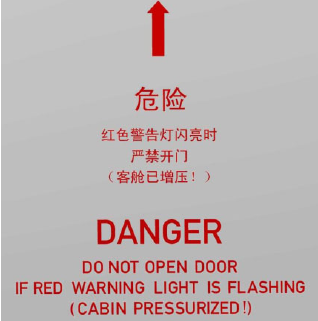 危险
红色警告灯闪亮时
严禁开门
（客舱已增压！）
DANGER
DO NOT OPEN DOOR
IF RED WARNING LIGHT IS FLASHING
(CABIN PRESSURIZED!)